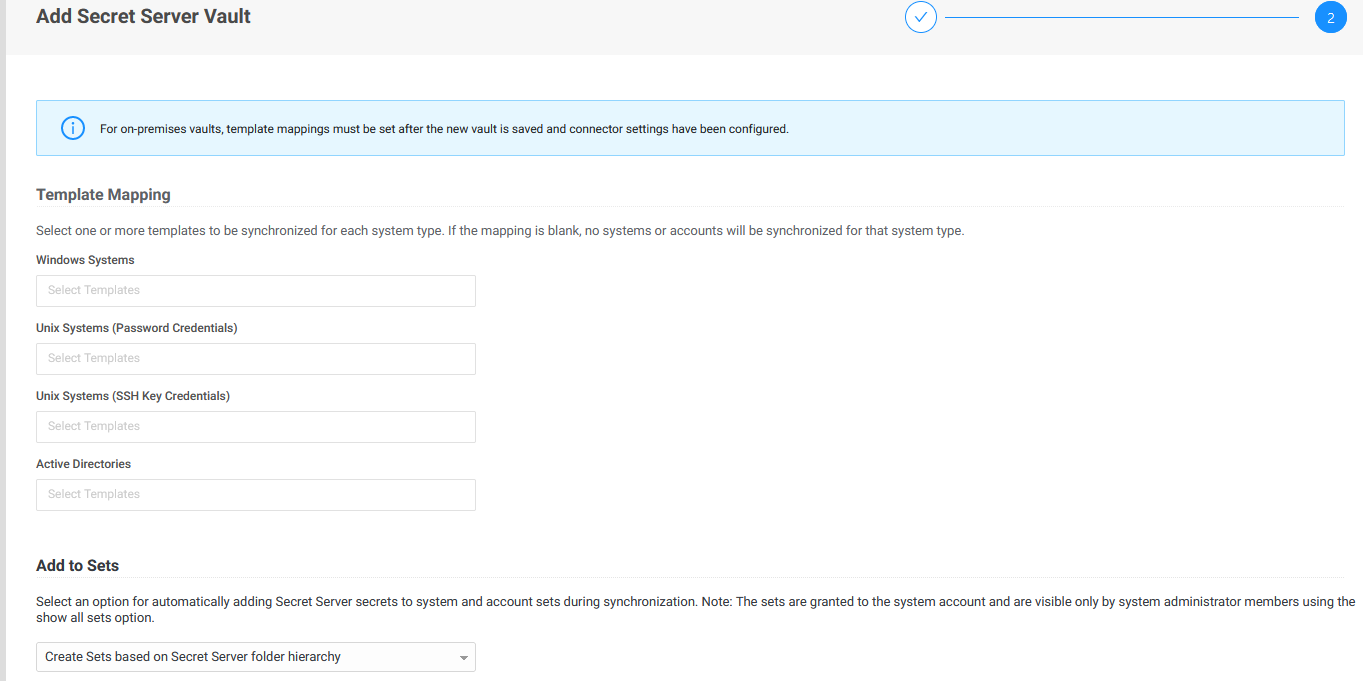 Add Secret Server Vault
2
For on-premises vaults, template mappings must be set after the new vault is saved and connector settings have been configured.
Template Mapping
Select one or more templates to be synchronized for each system type. If the mapping is blank, no systems or accounts will be synchronized for that system type.
Windows Systems
Select Templates
Unix Systems (Password Credentials)
Select Templates
Unix Systems (SSH Key Credentials)
Select Templates
Active Directories
Select Templates
Add to Sets
Select an option for automatically adding Secret Server secrets to system and account sets during synchronization. Note: The sets are granted to the system account and are visible only by system administrator members using the
show all sets option.
Create Sets based on Secret Server folder hierarchy